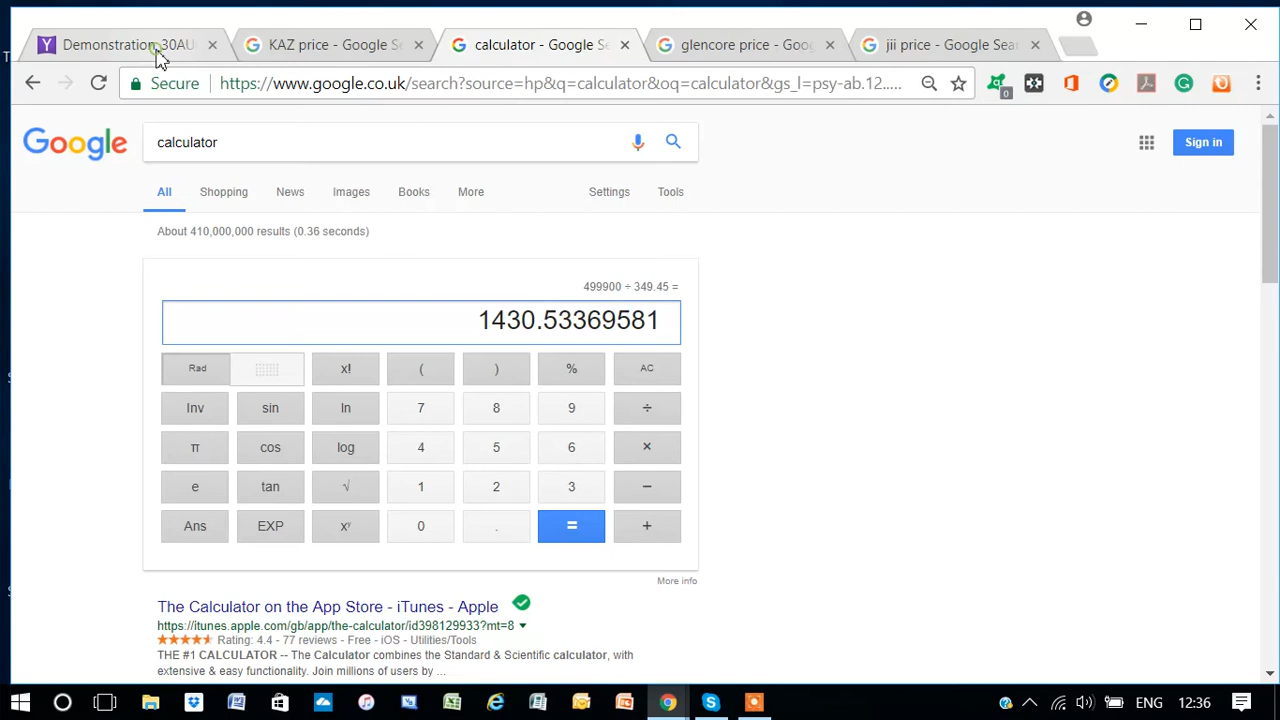 Demonstration_30AU
KAZ price - Google Se
calculator - Google Se
glencore price - Goog
jii price - Google Sear
Secure https://www.google.co.uk/search?source=hp&q=calculator&oq=calculator&gs_l=psy-ab.12.....
0
Google
calculator
Sign in
All Shopping News Images Books More Settings Tools
About 410,000,000 results (0.36 seconds)
499900 ÷ 349.45 =
1430.53369581
Rad x! ( ) % AC
Inv sin ln 7 8 9 ÷
π cos log 4 5 6 ×
e tan √ 1 2 3 −
Ans EXP xʸ 0 . = +
More info
The Calculator on the App Store - iTunes - Apple
https://itunes.apple.com/gb/app/the-calculator/id398129933?mt=8
Rating: 4.4 - 77 reviews - Free - iOS - Utilities/Tools
THE #1 CALCULATOR -- The Calculator combines the Standard & Scientific calculator, with
extensive & easy functionality. Join millions of users by ...
ENG 12:36